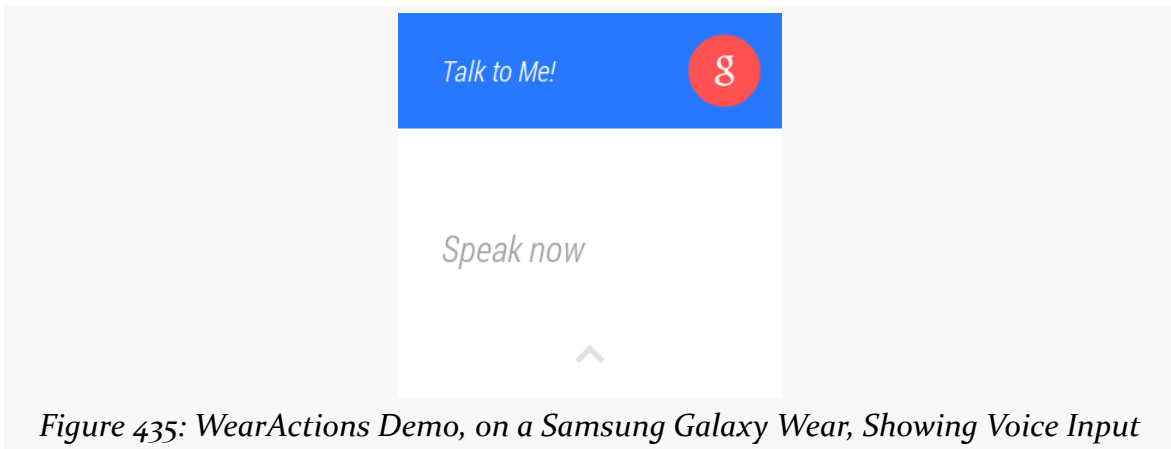 Talk to Me!
g
Speak now
Figure 435: WearActions Demo, on a Samsung Galaxy Wear, Showing Voice Input